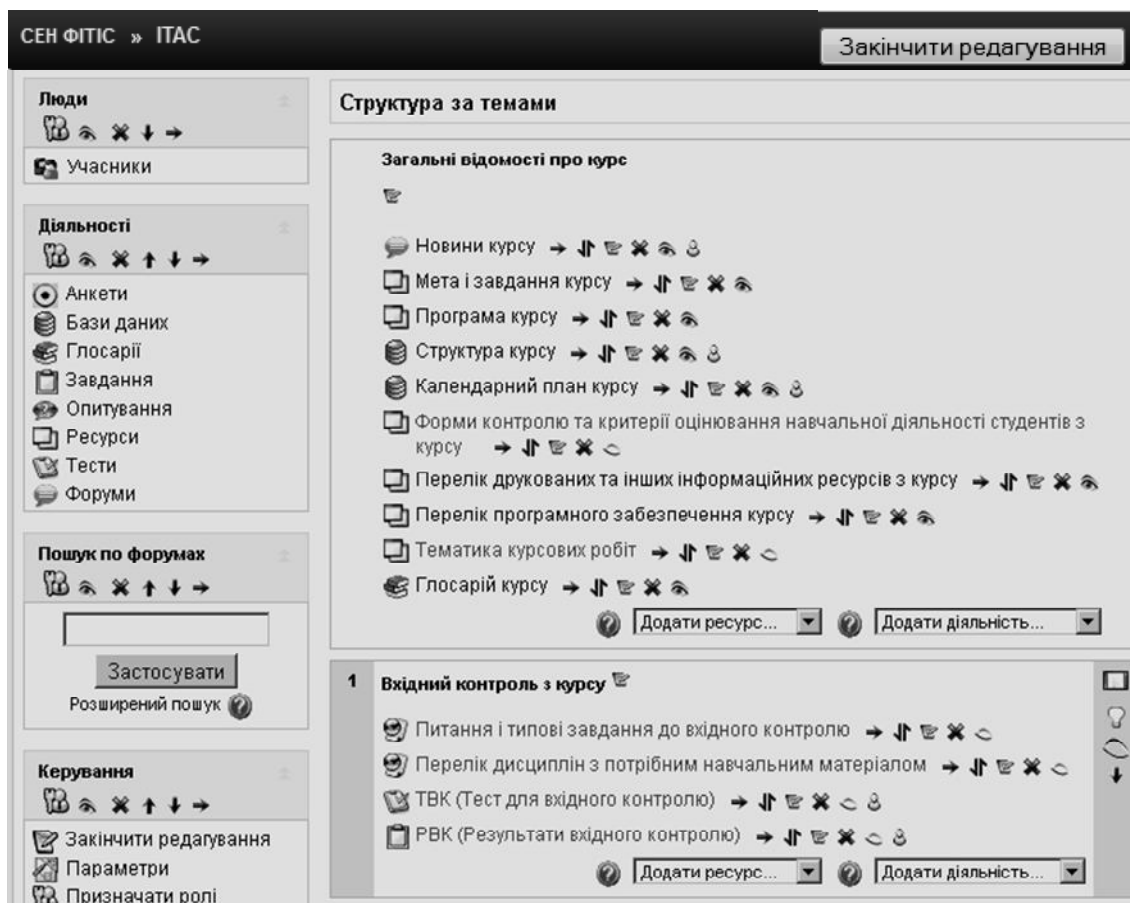 СЕН ФІТІС » ІТАС
Закінчити редагування
Люди
Учасники
Діяльності
Анкети
Бази даних
Глосарії
Завдання
Опитування
Ресурси
Тести
Форуми
Пошук по форумах
Застосувати
Розширений пошук
Керування
Закінчити редагування
Параметри
Призначати ролі
Структура за темами
Загальні відомості про курс
Новини курсу
Мета і завдання курсу
Програма курсу
Структура курсу
Календарний план курсу
Форми контролю та критерії оцінювання навчальної діяльності студентів з
курсу
Перелік друкованих та інших інформаційних ресурсів з курсу
Перелік програмного забезпечення курсу
Тематика курсових робіт
Глосарій курсу
Додати ресурс... Додати діяльність...
1 Вхідний контроль з курсу
Питання і типові завдання до вхідного контролю
Перелік дисциплін з потрібним навчальним матеріалом
ТВК (Тест для вхідного контролю)
РВК (Результати вхідного контролю)
Додати ресурс... Додати діяльність...